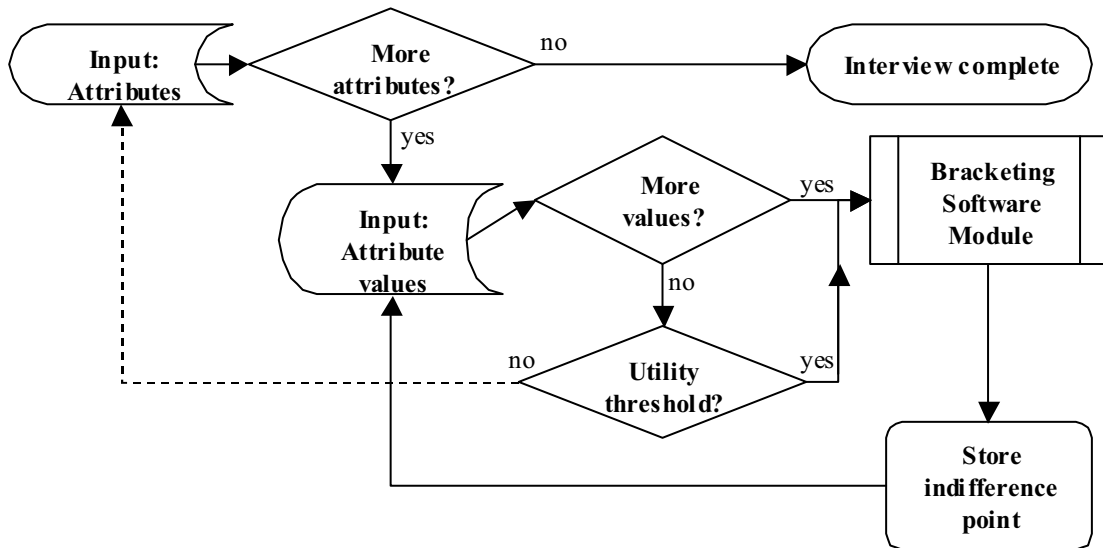 Input:
Attributes
More
attributes?
no
Interview complete
yes
Input:
Attribute
values
More
values?
yes
Bracketing
Software
Module
no
no
Utility
threshold?
yes
Store
indifference
point